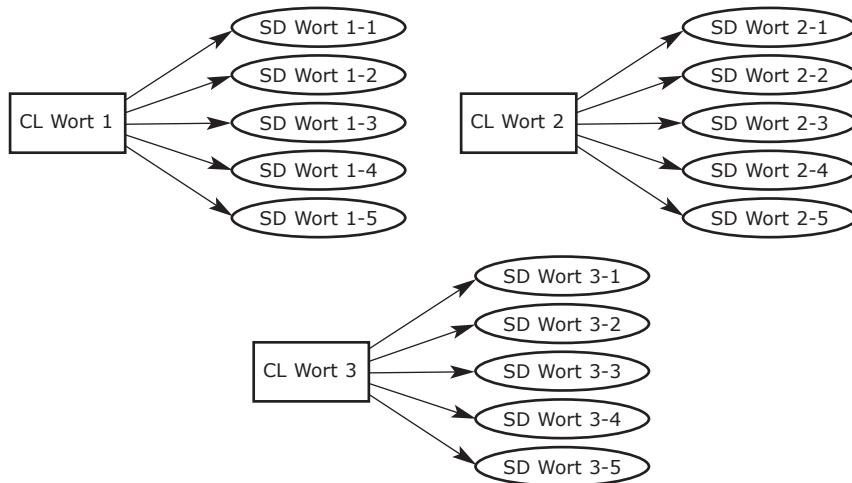 CL Wort 1
SD Wort 1-1
SD Wort 1-2
SD Wort 1-3
SD Wort 1-4
SD Wort 1-5
CL Wort 2
SD Wort 2-1
SD Wort 2-2
SD Wort 2-3
SD Wort 2-4
SD Wort 2-5
CL Wort 3
SD Wort 3-1
SD Wort 3-2
SD Wort 3-3
SD Wort 3-4
SD Wort 3-5